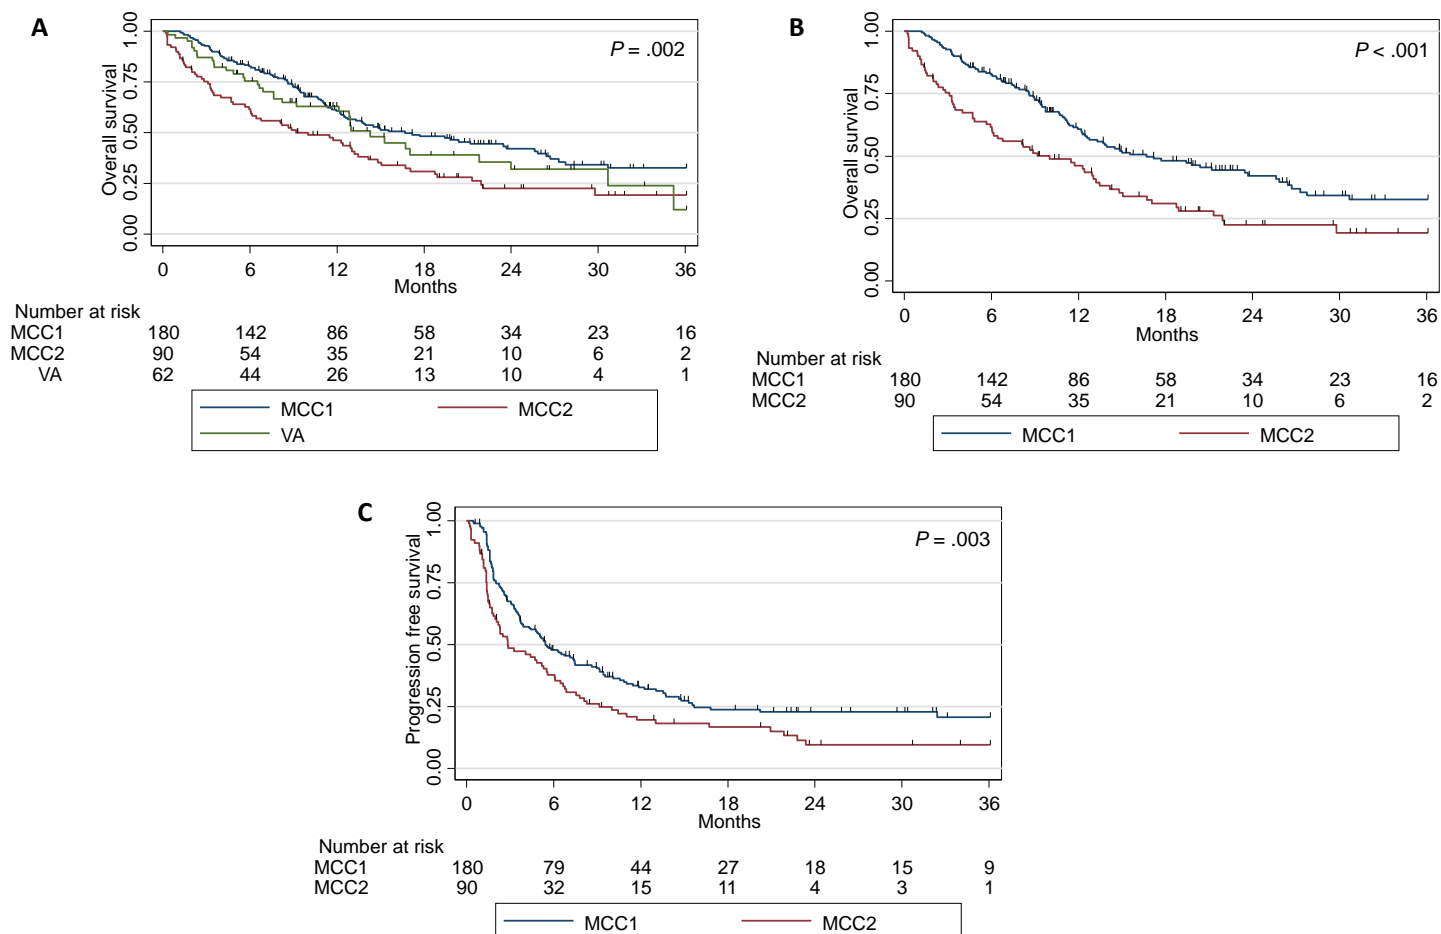 A
P = .002
Overall survival
1.00
0.75
0.50
0.25
0.00
0 6 12 18 24 30 36
Months
Number at risk
MCC1 180 142 86 58 34 23 16
MCC2 90 54 35 21 10 6 2
VA 62 44 26 13 10 4 1
MCC1 MCC2
VA
B
P < .001
Overall survival
1.00
0.75
0.50
0.25
0.00
0 6 12 18 24 30 36
Months
Number at risk
MCC1 180 142 86 58 34 23 16
MCC2 90 54 35 21 10 6 2
MCC1 MCC2
C
P = .003
Progression free survival
1.00
0.75
0.50
0.25
0.00
0 6 12 18 24 30 36
Months
Number at risk
MCC1 180 79 44 27 18 15 9
MCC2 90 32 15 11 4 3 1
MCC1 MCC2